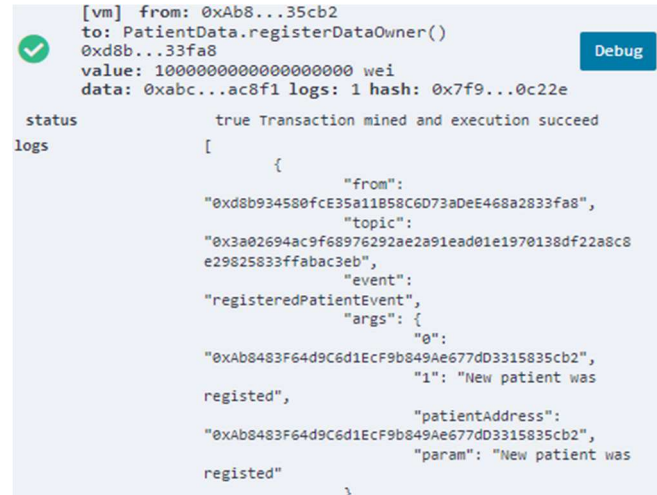 [vm] from: 0xAb8...35cb2
to: PatientData.registerDataOwner()
0xd8b...33fa8
value: 1000000000000000000 wei
data: 0xabc...ac8f1 logs: 1 hash: 0x7f9...0c22e
Debug
status true Transaction mined and execution succeed
logs [
{
"from":
"0xd8b934580fcE35a11B58C6D73aDeE468a2833fa8",
"topic":
"0x3a02694ac9f68976292ae2a91ead01e1970138df22a8c8
e29825833ffabac3eb",
"event":
"registeredPatientEvent",
"args": {
"0":
"0xAb8483F64d9C6d1EcF9b849Ae677dD3315835cb2",
"1": "New patient was
registed",
"patientAddress":
"0xAb8483F64d9C6d1EcF9b849Ae677dD3315835cb2",
"param": "New patient was
registed"
}